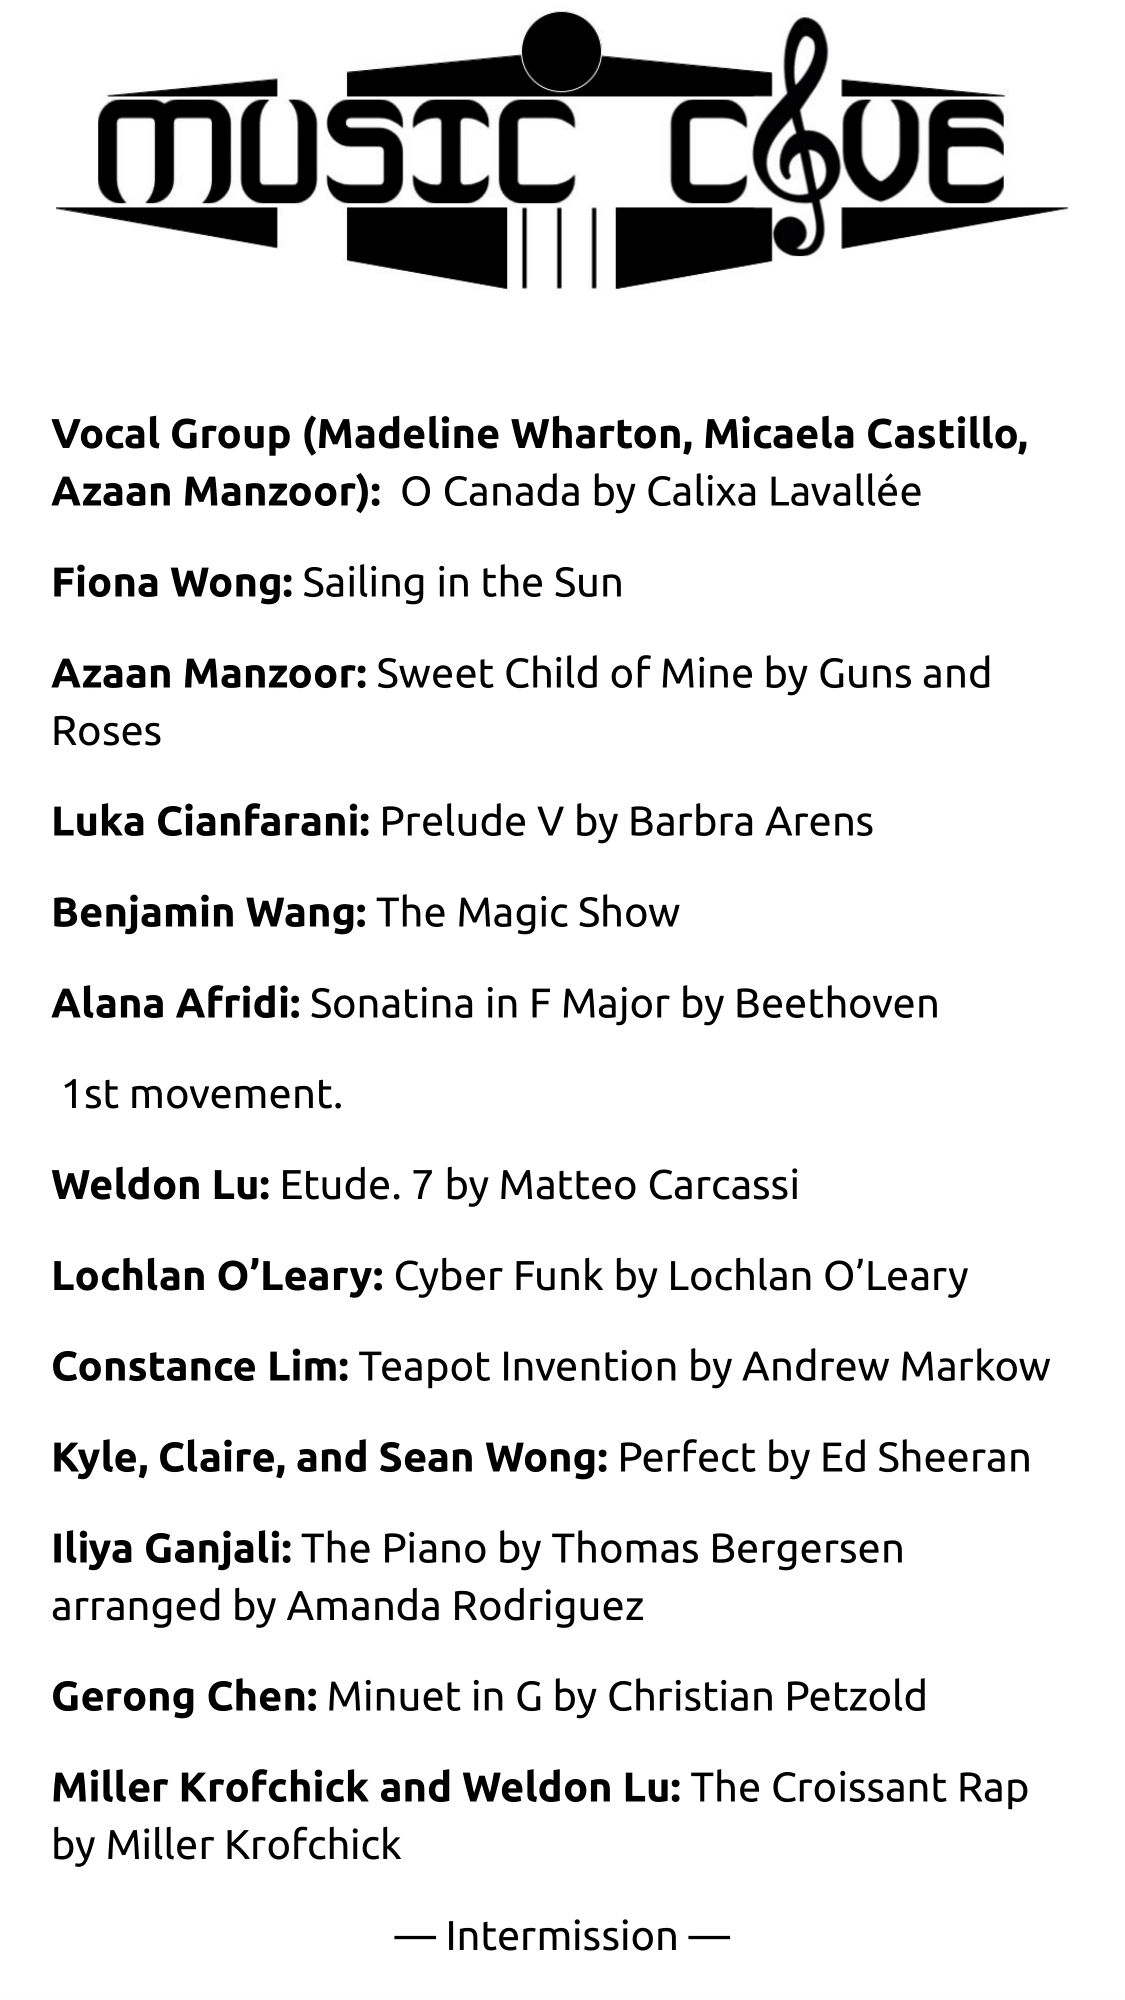 MUSIC CAVE
Vocal Group (Madeline Wharton, Micaela Castillo,
Azaan Manzoor):  O Canada by Calixa Lavallée
Fiona Wong: Sailing in the Sun
Azaan Manzoor: Sweet Child of Mine by Guns and
Roses
Luka Cianfarani: Prelude V by Barbra Arens
Benjamin Wang: The Magic Show
Alana Afridi: Sonatina in F Major by Beethoven
1st movement.
Weldon Lu: Etude. 7 by Matteo Carcassi
Lochlan O’Leary: Cyber Funk by Lochlan O’Leary
Constance Lim: Teapot Invention by Andrew Markow
Kyle, Claire, and Sean Wong: Perfect by Ed Sheeran
Iliya Ganjali: The Piano by Thomas Bergersen
arranged by Amanda Rodriguez
Gerong Chen: Minuet in G by Christian Petzold
Miller Krofchick and Weldon Lu: The Croissant Rap
by Miller Krofchick
— Intermission —